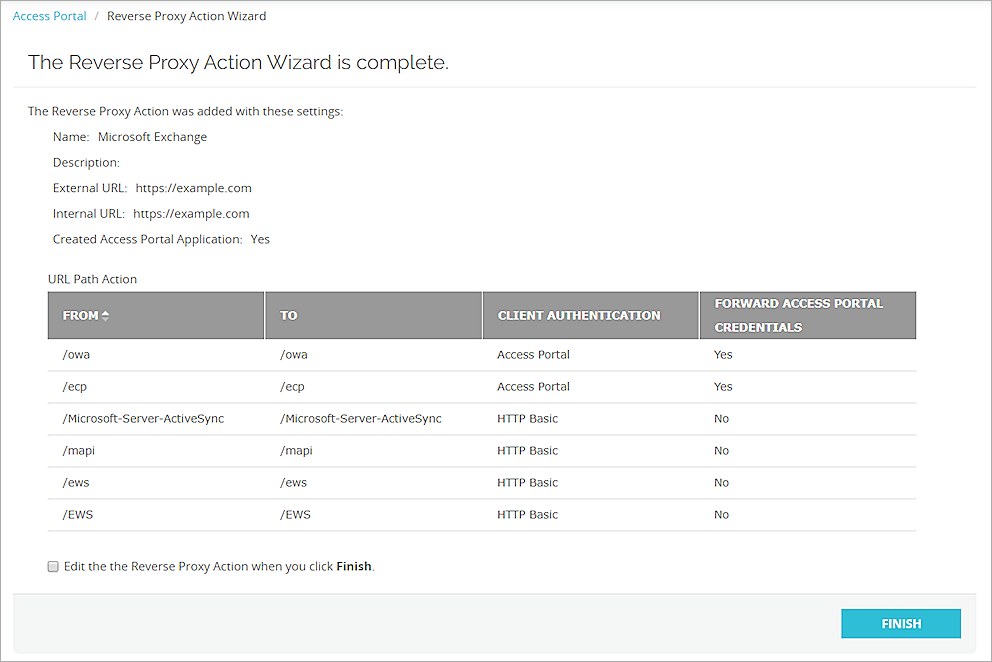 Access Portal / Reverse Proxy Action Wizard
The Reverse Proxy Action Wizard is complete.
The Reverse Proxy Action was added with these settings:
Name: Microsoft Exchange
Description:
External URL: https://example.com
Internal URL: https://example.com
Created Access Portal Application: Yes
URL Path Action
FROM TO CLIENT AUTHENTICATION FORWARD ACCESS PORTAL
CREDENTIALS
/owa /owa Access Portal Yes
/ecp /ecp Access Portal Yes
/Microsoft-Server-ActiveSync /Microsoft-Server-ActiveSync HTTP Basic No
/mapi /mapi HTTP Basic No
/ews /ews HTTP Basic No
/EWS /EWS HTTP Basic No
Edit the the Reverse Proxy Action when you click Finish.
FINISH